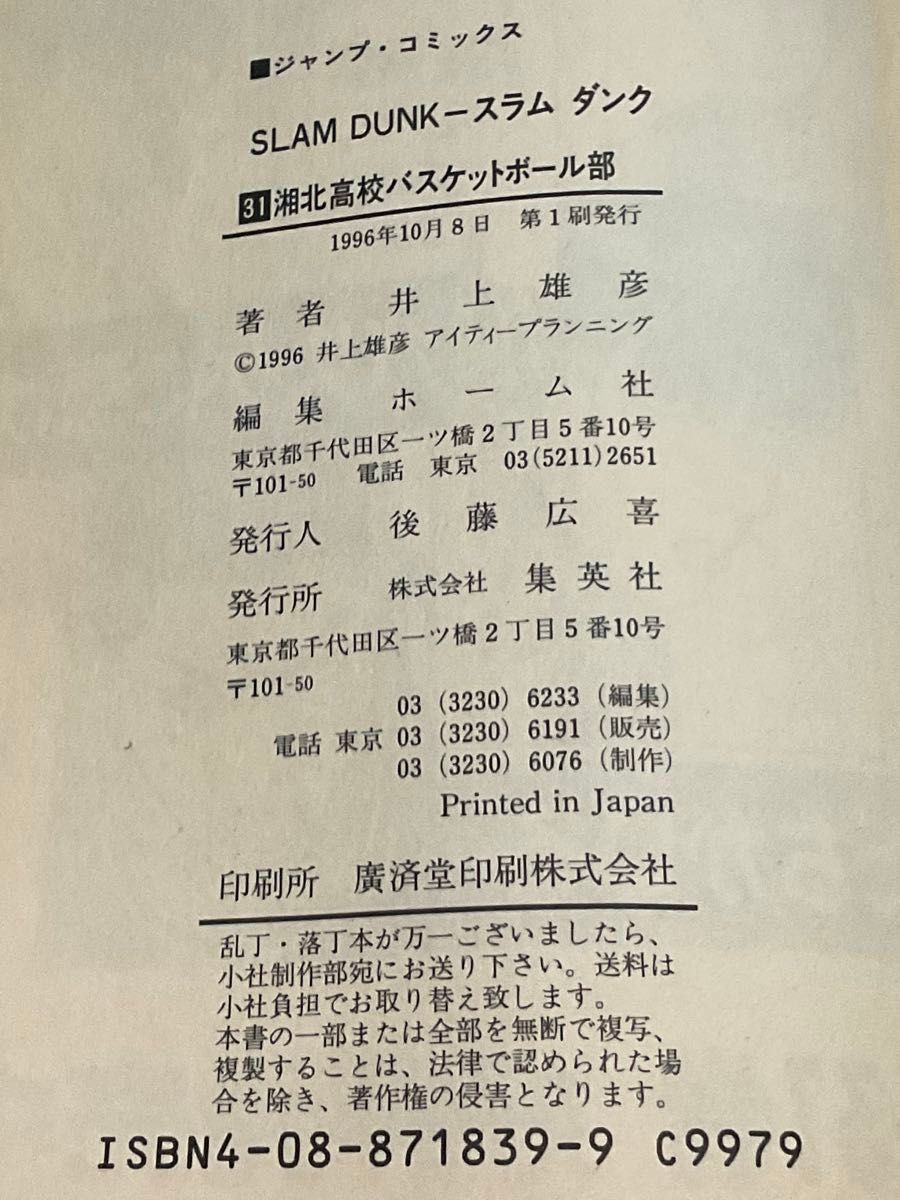 ■ジャンプ・コミックス
SLAM DUNK－スラム ダンク
31 湘北高校バスケットボール部
1996年10月8日　第1刷発行
著者　井上雄彦
©1996 井上雄彦 アイティープランニング
編集　ホーム社
東京都千代田区一ツ橋2丁目5番10号
〒101-50　電話 東京 03(5211)2651
発行人　後藤広喜
発行所　株式会社 集英社
東京都千代田区一ツ橋2丁目5番10号
〒101-50
03 (3230) 6233 (編集)
電話 東京 03 (3230) 6191 (販売)
03 (3230) 6076 (制作)
Printed in Japan
印刷所　廣済堂印刷株式会社
乱丁・落丁本が万一ございましたら、
小社制作部宛にお送り下さい。送料は
小社負担でお取り替え致します。
本書の一部または全部を無断で複写、
複製することは、法律で認められた場
合を除き、著作権の侵害となります。
ISBN4-08-871839-9 C9979